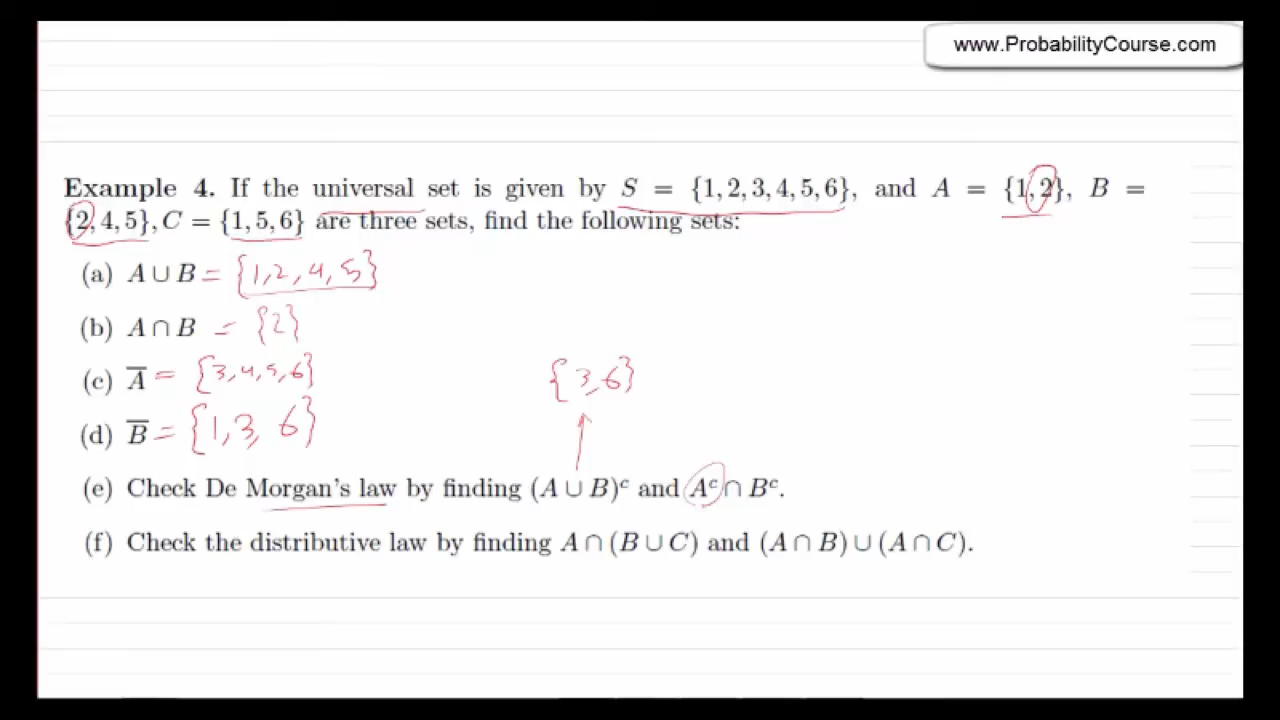 www.ProbabilityCourse.com
Example 4. If the universal set is given by S = {1, 2, 3, 4, 5, 6}, and A = {1, 2}, B =
{2, 4, 5}, C = {1, 5, 6} are three sets, find the following sets:
(a) A ∪ B = {1, 2, 4, 5}
(b) A ∩ B = {2}
(c) A̅ = {3, 4, 5, 6}
{3, 6}
(d) B̅ = {1, 3, 6}
(e) Check De Morgan's law by finding (A ∪ B)ᶜ and Aᶜ ∩ Bᶜ.
(f) Check the distributive law by finding A ∩ (B ∪ C) and (A ∩ B) ∪ (A ∩ C).